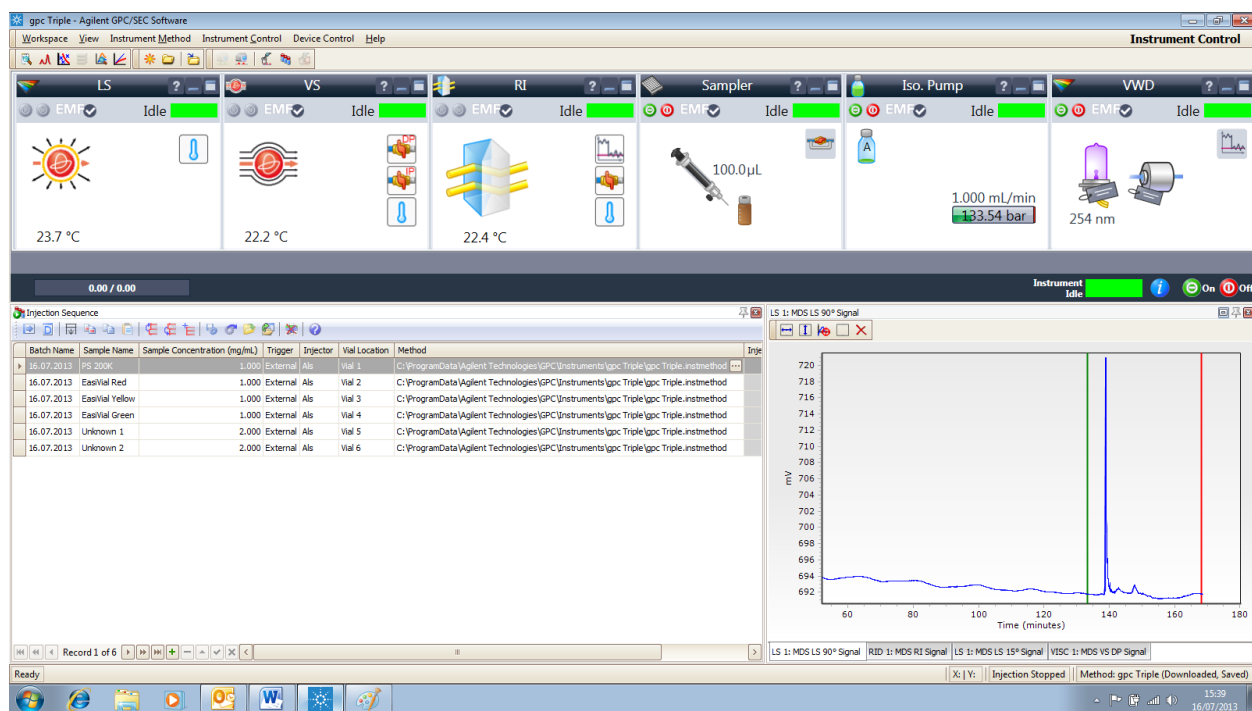 gpc Triple - Agilent GPC/SEC Software
Workspace View Instrument Method Instrument Control Device Control Help Instrument Control
LS ? VS ? RI ? Sampler ? Iso. Pump ? VWD ?
EMF Idle EMF Idle EMF Idle EMF Idle EMF Idle EMF Idle
DP
A
IP
100.0µL
1.000 mL/min
133.54 bar
254 nm
23.7 °C 22.2 °C 22.4 °C
0.00 / 0.00 Instrument Idle On Off
Injection Sequence
Batch Name Sample Name Sample Concentration (mg/mL) Trigger Injector Vial Location Method Inje
16.07.2013 PS 200K 1.000 External Als Vial 1 C:\ProgramData\Agilent Technologies\GPC\Instruments\gpc Triple\gpc Triple.instmethod ...
16.07.2013 EasiVial Red 1.000 External Als Vial 2 C:\ProgramData\Agilent Technologies\GPC\Instruments\gpc Triple\gpc Triple.instmethod
16.07.2013 EasiVial Yellow 1.000 External Als Vial 3 C:\ProgramData\Agilent Technologies\GPC\Instruments\gpc Triple\gpc Triple.instmethod
16.07.2013 EasiVial Green 1.000 External Als Vial 4 C:\ProgramData\Agilent Technologies\GPC\Instruments\gpc Triple\gpc Triple.instmethod
16.07.2013 Unknown 1 2.000 External Als Vial 5 C:\ProgramData\Agilent Technologies\GPC\Instruments\gpc Triple\gpc Triple.instmethod
16.07.2013 Unknown 2 2.000 External Als Vial 6 C:\ProgramData\Agilent Technologies\GPC\Instruments\gpc Triple\gpc Triple.instmethod
Record 1 of 6
LS 1: MDS LS 90° Signal
720
718
716
714
712
710
708
706
704
702
700
698
696
694
692
mV
60 80 100 120 140 160 180
Time (minutes)
LS 1: MDS LS 90° Signal RID 1: MDS RI Signal LS 1: MDS LS 15° Signal VISC 1: MDS VS DP Signal
Ready X: | Y: Injection Stopped Method: gpc Triple (Downloaded, Saved)
15:39
16/07/2013